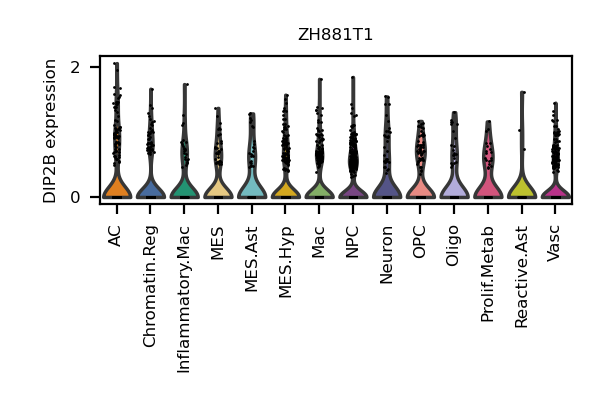 ZH881T1
DIP2B expression
2
0
AC
Chromatin.Reg
Inflammatory.Mac
MES
MES.Ast
MES.Hyp
Mac
NPC
Neuron
OPC
Oligo
Prolif.Metab
Reactive.Ast
Vasc